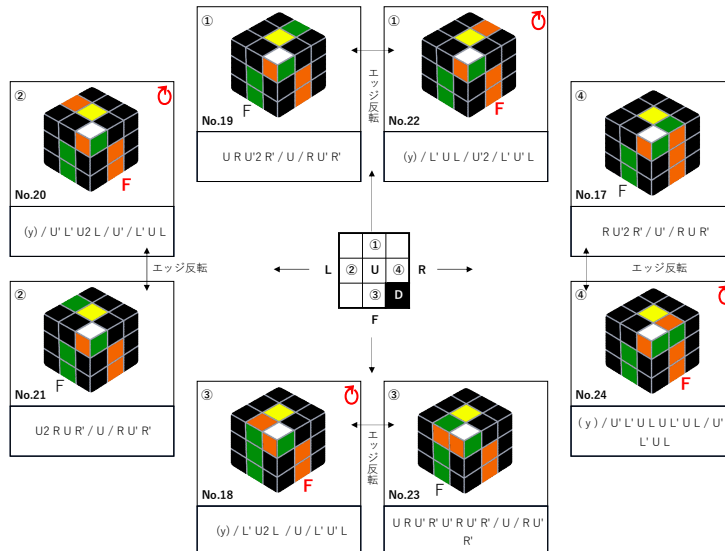 ①
F
No.19
U R U'2 R' / U / R U' R'
エッジ反転
①
F
No.22
(y) / L' U L / U'2 / L' U' L
②
F
No.20
(y) / U' L' U2 L / U' / L' U L
エッジ反転
②
F
No.21
U2 R U R' / U / R U' R'
①
L ② U ④ R
③ D
F
④
F
No.17
R U'2 R' / U' / R U R'
エッジ反転
④
F
No.24
( y ) / U' L' U L U L' U L / U'
L' U L
③
F
No.18
(y) / L' U2 L / U / L' U' L
エッジ反転
③
F
No.23
U R U' R' U' R U' R' / U / R U'
R'